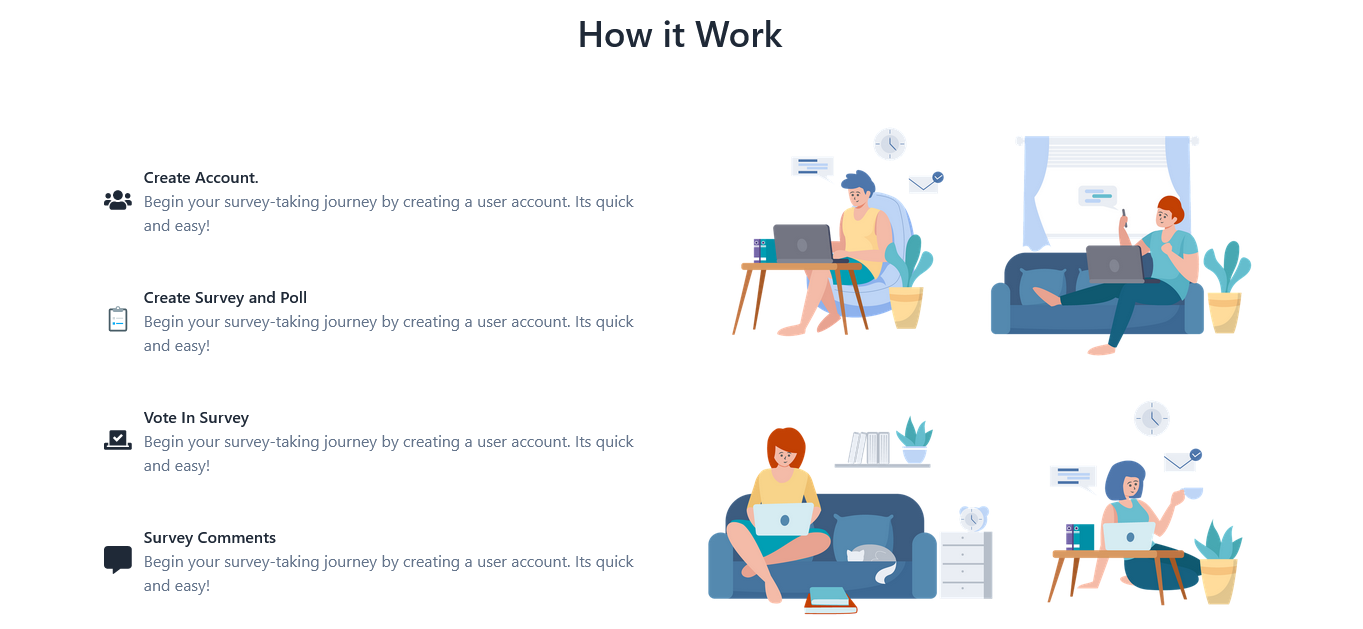 How it Work
Create Account.
Begin your survey-taking journey by creating a user account. Its quick
and easy!
Create Survey and Poll
Begin your survey-taking journey by creating a user account. Its quick
and easy!
Vote In Survey
Begin your survey-taking journey by creating a user account. Its quick
and easy!
Survey Comments
Begin your survey-taking journey by creating a user account. Its quick
and easy!